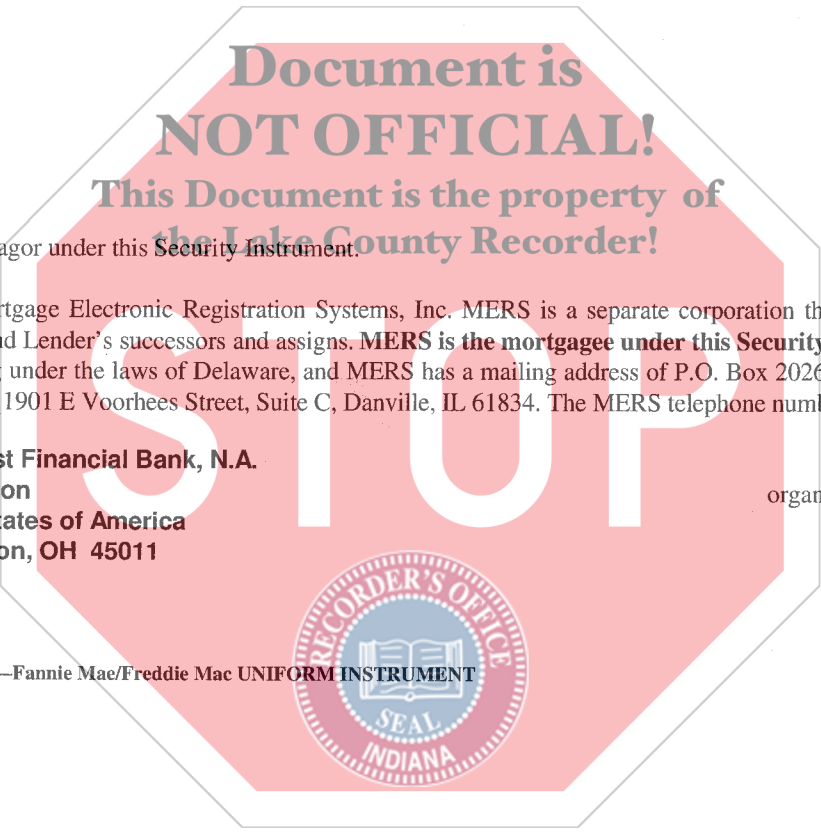 Document is
NOT OFFICIAL!
This Document is the property of
the Lake County Recorder!
agor under this Security Instrument.
rtgage Electronic Registration Systems, Inc. MERS is a separate corporation th
nd Lender's successors and assigns. MERS is the mortgagee under this Security
under the laws of Delaware, and MERS has a mailing address of P.O. Box 2026
1901 E Voorhees Street, Suite C, Danville, IL 61834. The MERS telephone numb
STOP
st Financial Bank, N.A.
on
organ
tates of America
on, OH 45011
RECORDER'S OFFICE
–Fannie Mae/Freddie Mac UNIFORM INSTRUMENT
SEAL
INDIANA